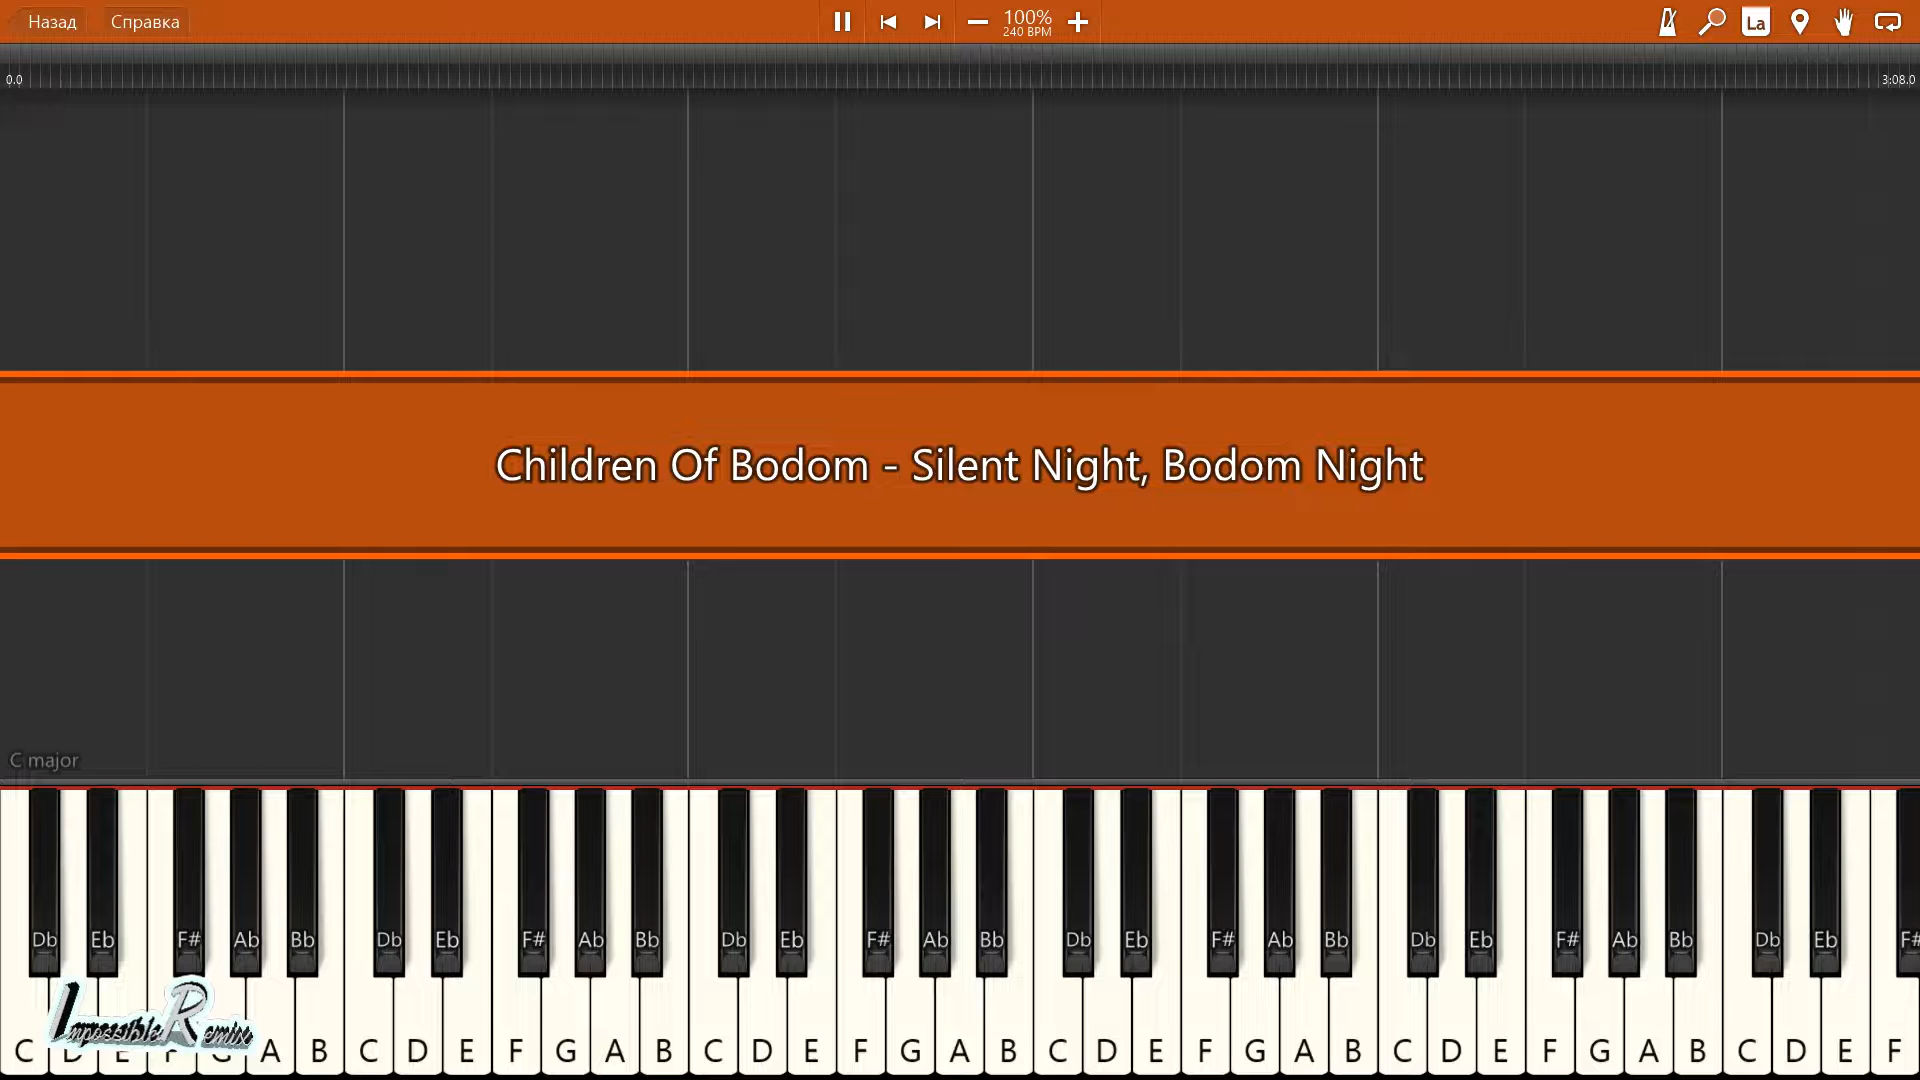 Назад Справка 100% La
240 BPM
0.0 3:08.0
Children Of Bodom - Silent Night, Bodom Night
C major
Db Eb F# Ab Bb Db Eb F# Ab Bb Db Eb F# Ab Bb Db Eb F# Ab Bb Db Eb F# Ab Bb Db Eb F#
Impossible Remix
C D E F G A B C D E F G A B C D E F G A B C D E F G A B C D E F G A B C D E F